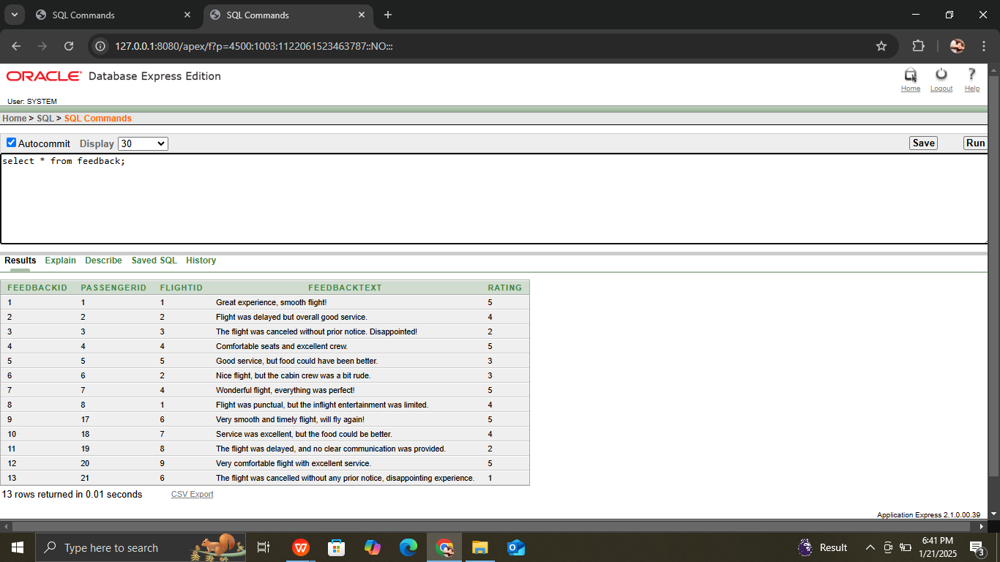 SQL Commands
SQL Commands
127.0.0.1:8080/apex/f?p=4500:1003:1122061523463787::NO:::
ORACLE Database Express Edition
Home Logout Help
User: SYSTEM
Home > SQL > SQL Commands
Autocommit Display 30 Save Run
select * from feedback;
Results Explain Describe Saved SQL History
FEEDBACKID PASSENGERID FLIGHTID FEEDBACKTEXT RATING
1 1 1 Great experience, smooth flight! 5
2 2 2 Flight was delayed but overall good service. 4
3 3 3 The flight was canceled without prior notice. Disappointed! 2
4 4 4 Comfortable seats and excellent crew. 5
5 5 5 Good service, but food could have been better. 3
6 6 2 Nice flight, but the cabin crew was a bit rude. 3
7 7 4 Wonderful flight, everything was perfect! 5
8 8 1 Flight was punctual, but the inflight entertainment was limited. 4
9 17 6 Very smooth and timely flight, will fly again! 5
10 18 7 Service was excellent, but the food could be better. 4
11 19 8 The flight was delayed, and no clear communication was provided. 2
12 20 9 Very comfortable flight with excellent service. 5
13 21 6 The flight was cancelled without any prior notice, disappointing experience. 1
13 rows returned in 0.01 seconds CSV Export
Application Express 2.1.0.00.39
Type here to search
Result
6:41 PM
1/21/2025
3